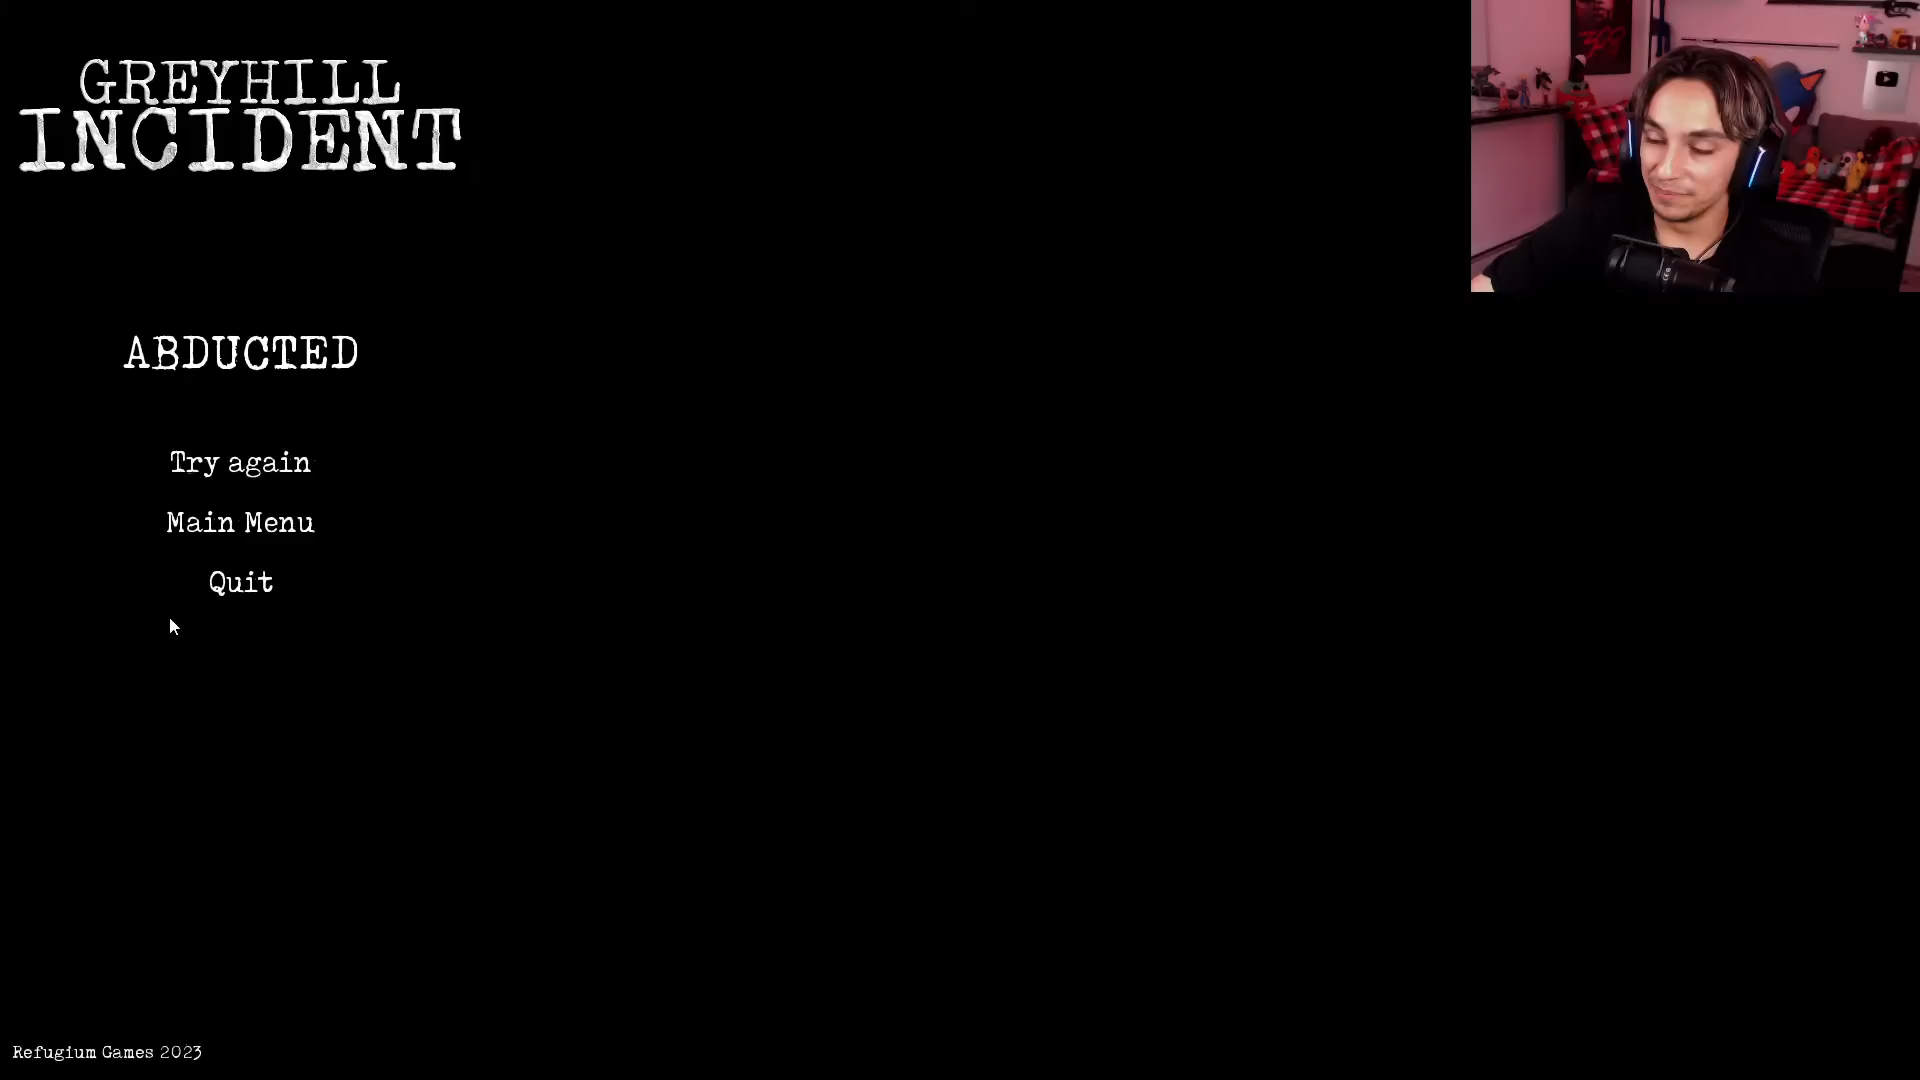 GREYHILL
INCIDENT
ABDUCTED
Try again
Main Menu
Quit
Refugium Games 2023